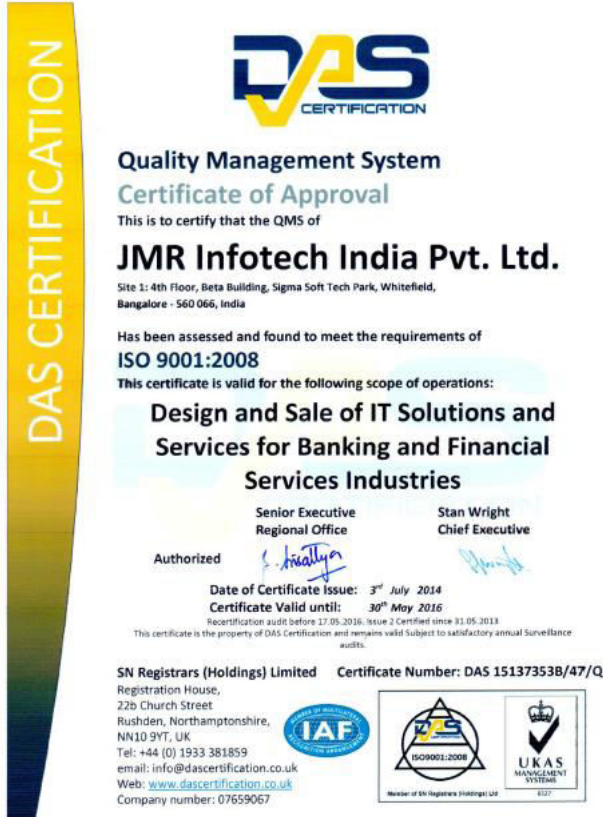 DAS CERTIFICATION
DAS
CERTIFICATION
Quality Management System
Certificate of Approval
This is to certify that the QMS of
JMR Infotech India Pvt. Ltd.
Site 1: 4th Floor, Beta Building, Sigma Soft Tech Park, Whitefield,
Bangalore - 560 066, India
Has been assessed and found to meet the requirements of
ISO 9001:2008
This certificate is valid for the following scope of operations:
Design and Sale of IT Solutions and
Services for Banking and Financial
Services Industries
Senior Executive
Regional Office
Stan Wright
Chief Executive
Authorized
Date of Certificate Issue: 3rd July 2014
Certificate Valid until: 30th May 2016
Recertification audit before 17.05.2016. Issue 2 Certified since 31.05.2013
This certificate is the property of DAS Certification and remains valid Subject to satisfactory annual Surveillance
audits.
SN Registrars (Holdings) Limited
Certificate Number: DAS 15137353B/47/Q
Registration House,
22b Church Street
Rushden, Northamptonshire,
NN10 9YT, UK
Tel: +44 (0) 1933 381859
email: info@dascertification.co.uk
Web: www.dascertification.co.uk
Company number: 07659067
MEMBER OF MULTILATERAL
IAF
RECOGNITION ARRANGEMENT
DAS
CERTIFICATION
ISO9001:2008
Member of SN Registrars (Holdings) Ltd
UKAS
MANAGEMENT
SYSTEMS